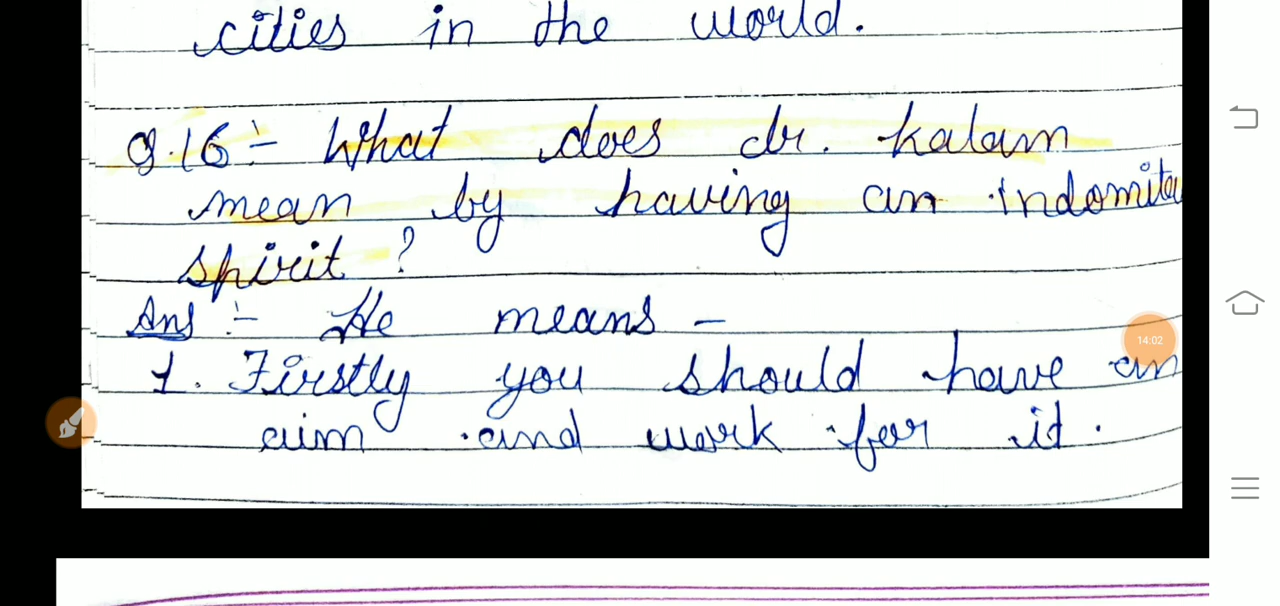 cities in the world.
Q.16:- What does dr. kalam
mean by having an indomita
spirit ?
Ans :- He means -
1. Firstly you should have an
aim and work for it.
14:02